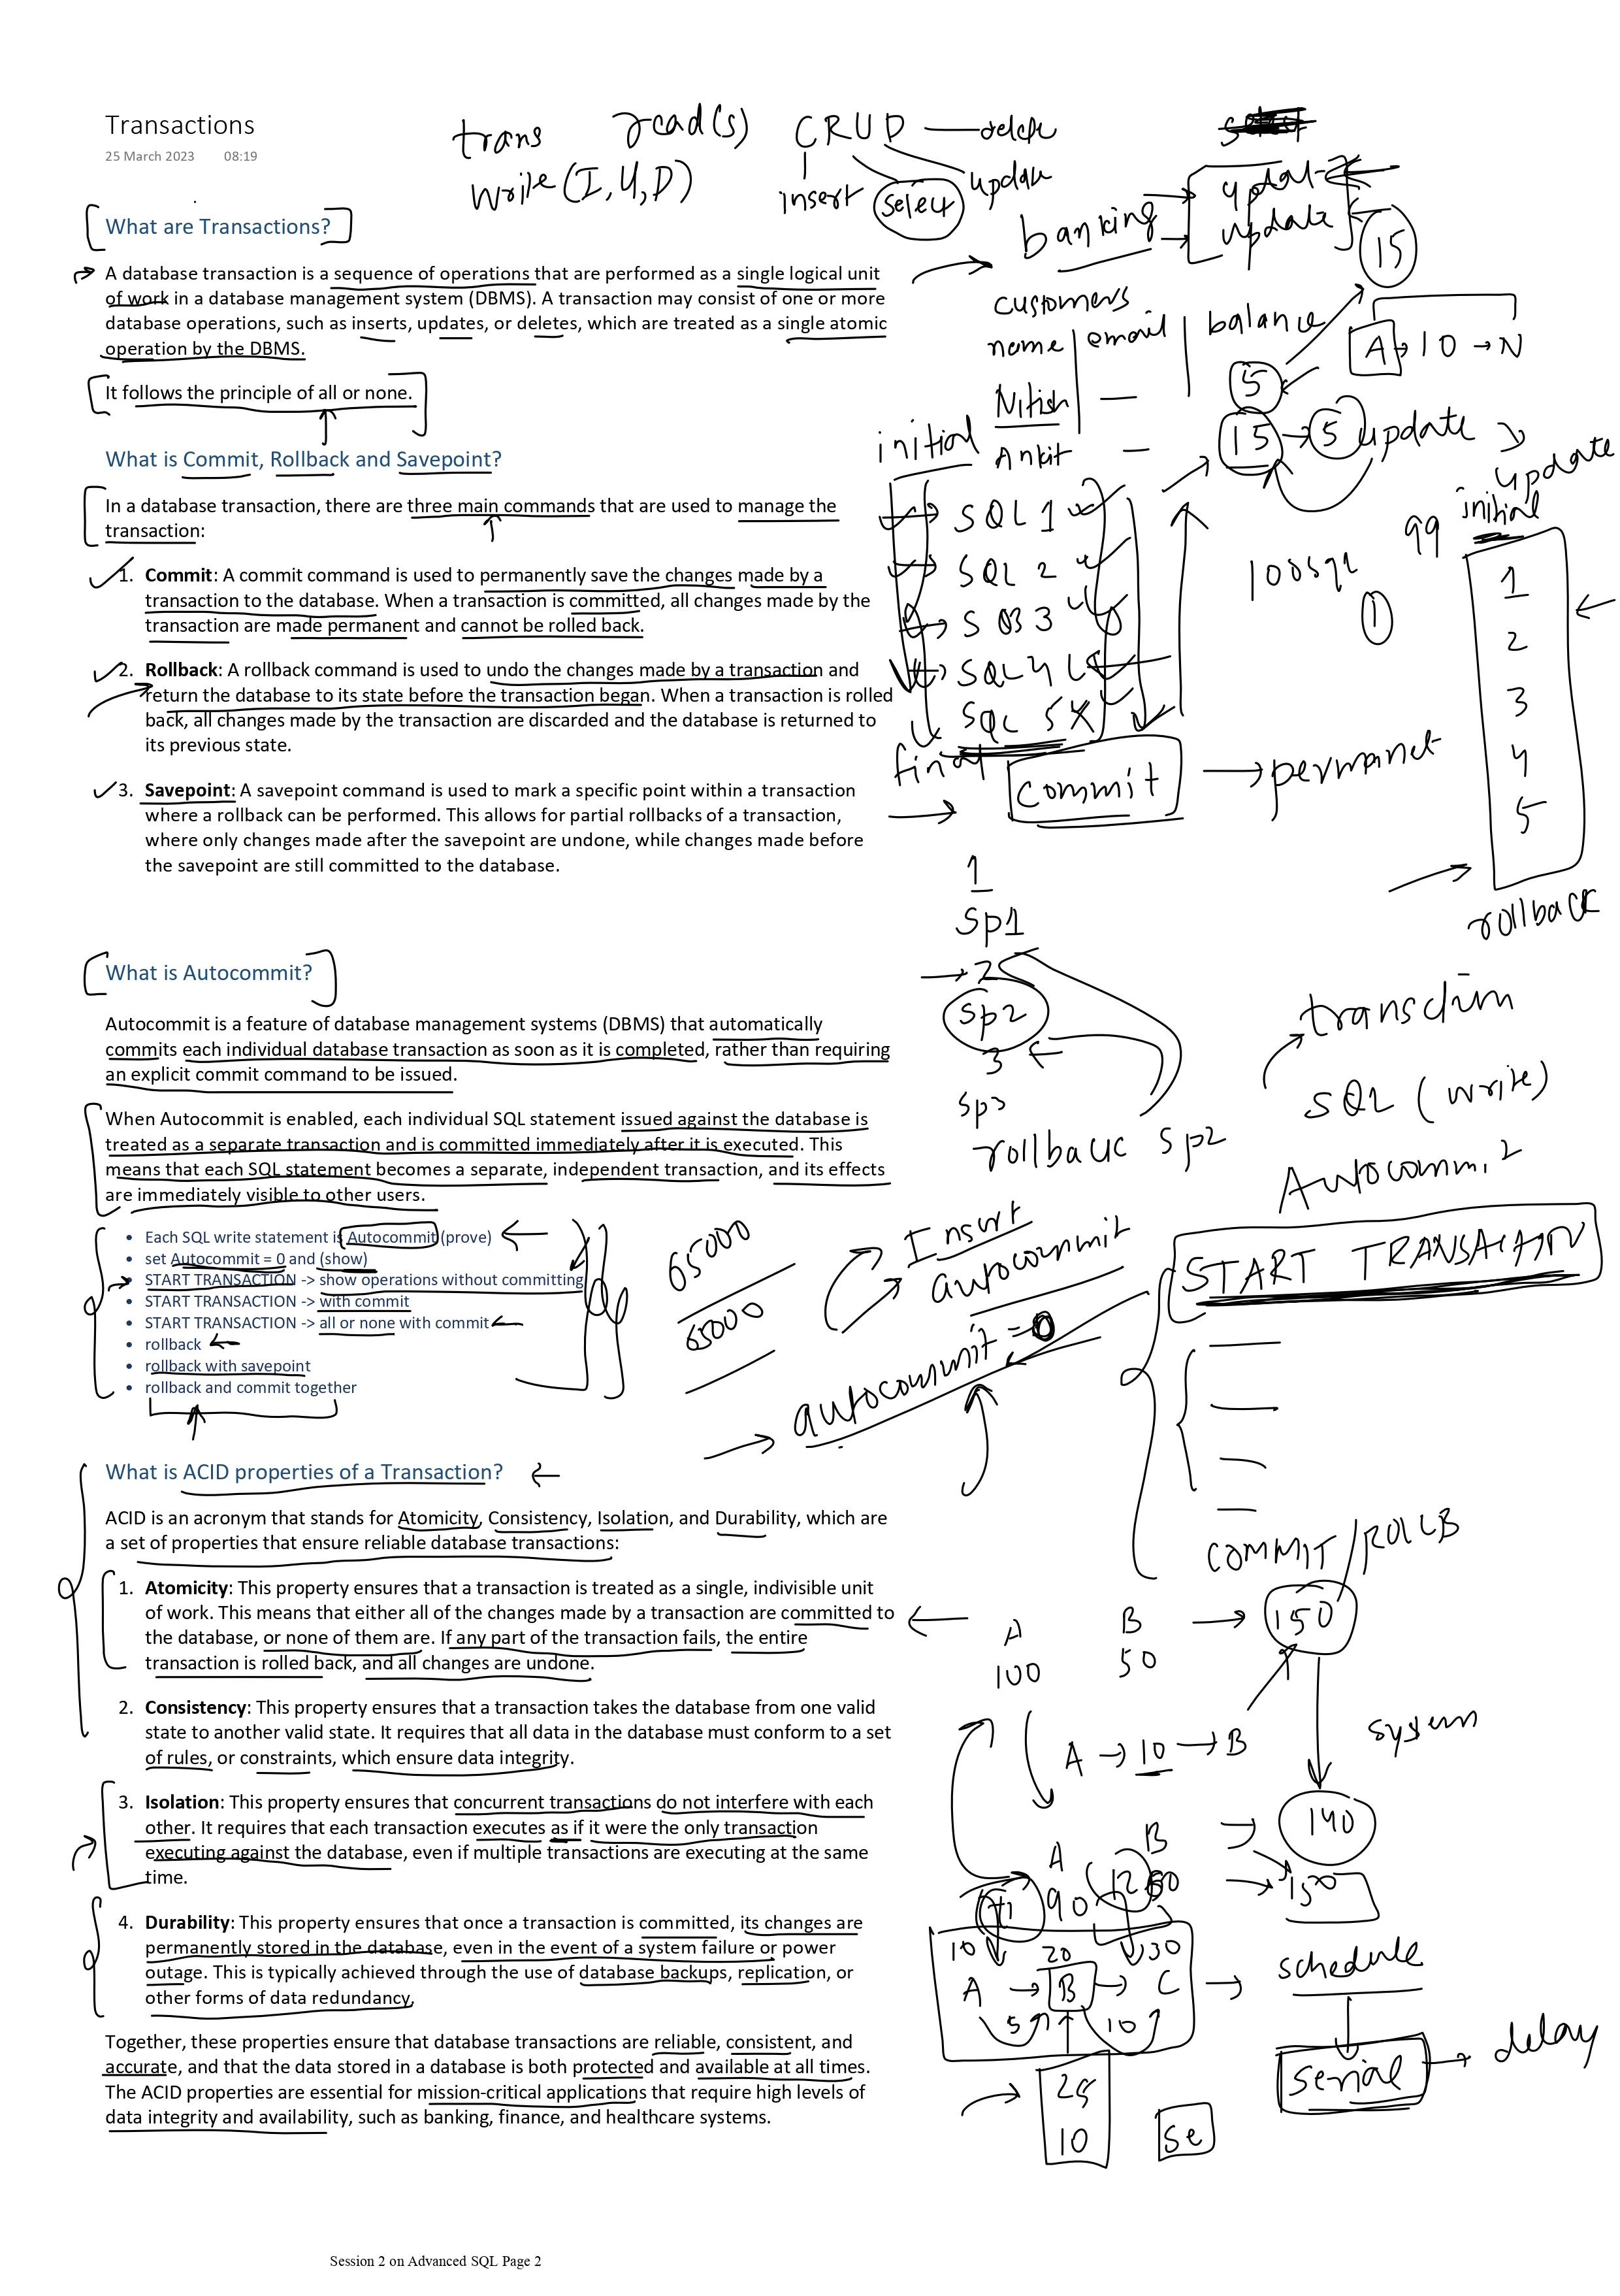 Transactions
25 March 2023 08:19
trans read(s)
write (I, U, D)
CRUD delete
insert select update
banking update
update
15
What are Transactions?
A database transaction is a sequence of operations that are performed as a single logical unit
of work in a database management system (DBMS). A transaction may consist of one or more
database operations, such as inserts, updates, or deletes, which are treated as a single atomic
operation by the DBMS.
It follows the principle of all or none.
customers
name email balance
A → 10 → N
Nitish — 5
initial Ankit — 15 → 5 update
update
What is Commit, Rollback and Savepoint?
In a database transaction, there are three main commands that are used to manage the
transaction:
1. Commit: A commit command is used to permanently save the changes made by a
transaction to the database. When a transaction is committed, all changes made by the
transaction are made permanent and cannot be rolled back.
2. Rollback: A rollback command is used to undo the changes made by a transaction and
return the database to its state before the transaction began. When a transaction is rolled
back, all changes made by the transaction are discarded and the database is returned to
its previous state.
3. Savepoint: A savepoint command is used to mark a specific point within a transaction
where a rollback can be performed. This allows for partial rollbacks of a transaction,
where only changes made after the savepoint are undone, while changes made before
the savepoint are still committed to the database.
SQL 1
SQL 2
3
SQL 4
SQL 5 X
final
commit → permanet
100 sql 99
1
initial
1
2
3
4
5
rollback
1
Sp1
2
Sp2
3
Sp3
rollback Sp2
What is Autocommit?
Autocommit is a feature of database management systems (DBMS) that automatically
commits each individual database transaction as soon as it is completed, rather than requiring
an explicit commit command to be issued.
When Autocommit is enabled, each individual SQL statement issued against the database is
treated as a separate transaction and is committed immediately after it is executed. This
means that each SQL statement becomes a separate, independent transaction, and its effects
are immediately visible to other users.
• Each SQL write statement is Autocommit (prove)
• set Autocommit = 0 and (show)
• START TRANSACTION -> show operations without committing
• START TRANSACTION -> with commit
• START TRANSACTION -> all or none with commit
• rollback
• rollback with savepoint
• rollback and commit together
65000
65000
Insert
autocommit
autocommit = 0
SQL (write)
START
COMMIT / ROLLB
What is ACID properties of a Transaction?
ACID is an acronym that stands for Atomicity, Consistency, Isolation, and Durability, which are
a set of properties that ensure reliable database transactions:
1. Atomicity: This property ensures that a transaction is treated as a single, indivisible unit
of work. This means that either all of the changes made by a transaction are committed to
the database, or none of them are. If any part of the transaction fails, the entire
transaction is rolled back, and all changes are undone.
2. Consistency: This property ensures that a transaction takes the database from one valid
state to another valid state. It requires that all data in the database must conform to a set
of rules, or constraints, which ensure data integrity.
3. Isolation: This property ensures that concurrent transactions do not interfere with each
other. It requires that each transaction executes as if it were the only transaction
executing against the database, even if multiple transactions are executing at the same
time.
4. Durability: This property ensures that once a transaction is committed, its changes are
permanently stored in the database, even in the event of a system failure or power
outage. This is typically achieved through the use of database backups, replication, or
other forms of data redundancy.
Together, these properties ensure that database transactions are reliable, consistent, and
accurate, and that the data stored in a database is both protected and available at all times.
The ACID properties are essential for mission-critical applications that require high levels of
data integrity and availability, such as banking, finance, and healthcare systems.
A B → 150
100 50
system
A → 10 → B
140
A B
90 150
10 20 30
A → B → C → schedule
5 10
serial → delay
25
10
Se
Session 2 on Advanced SQL Page 2